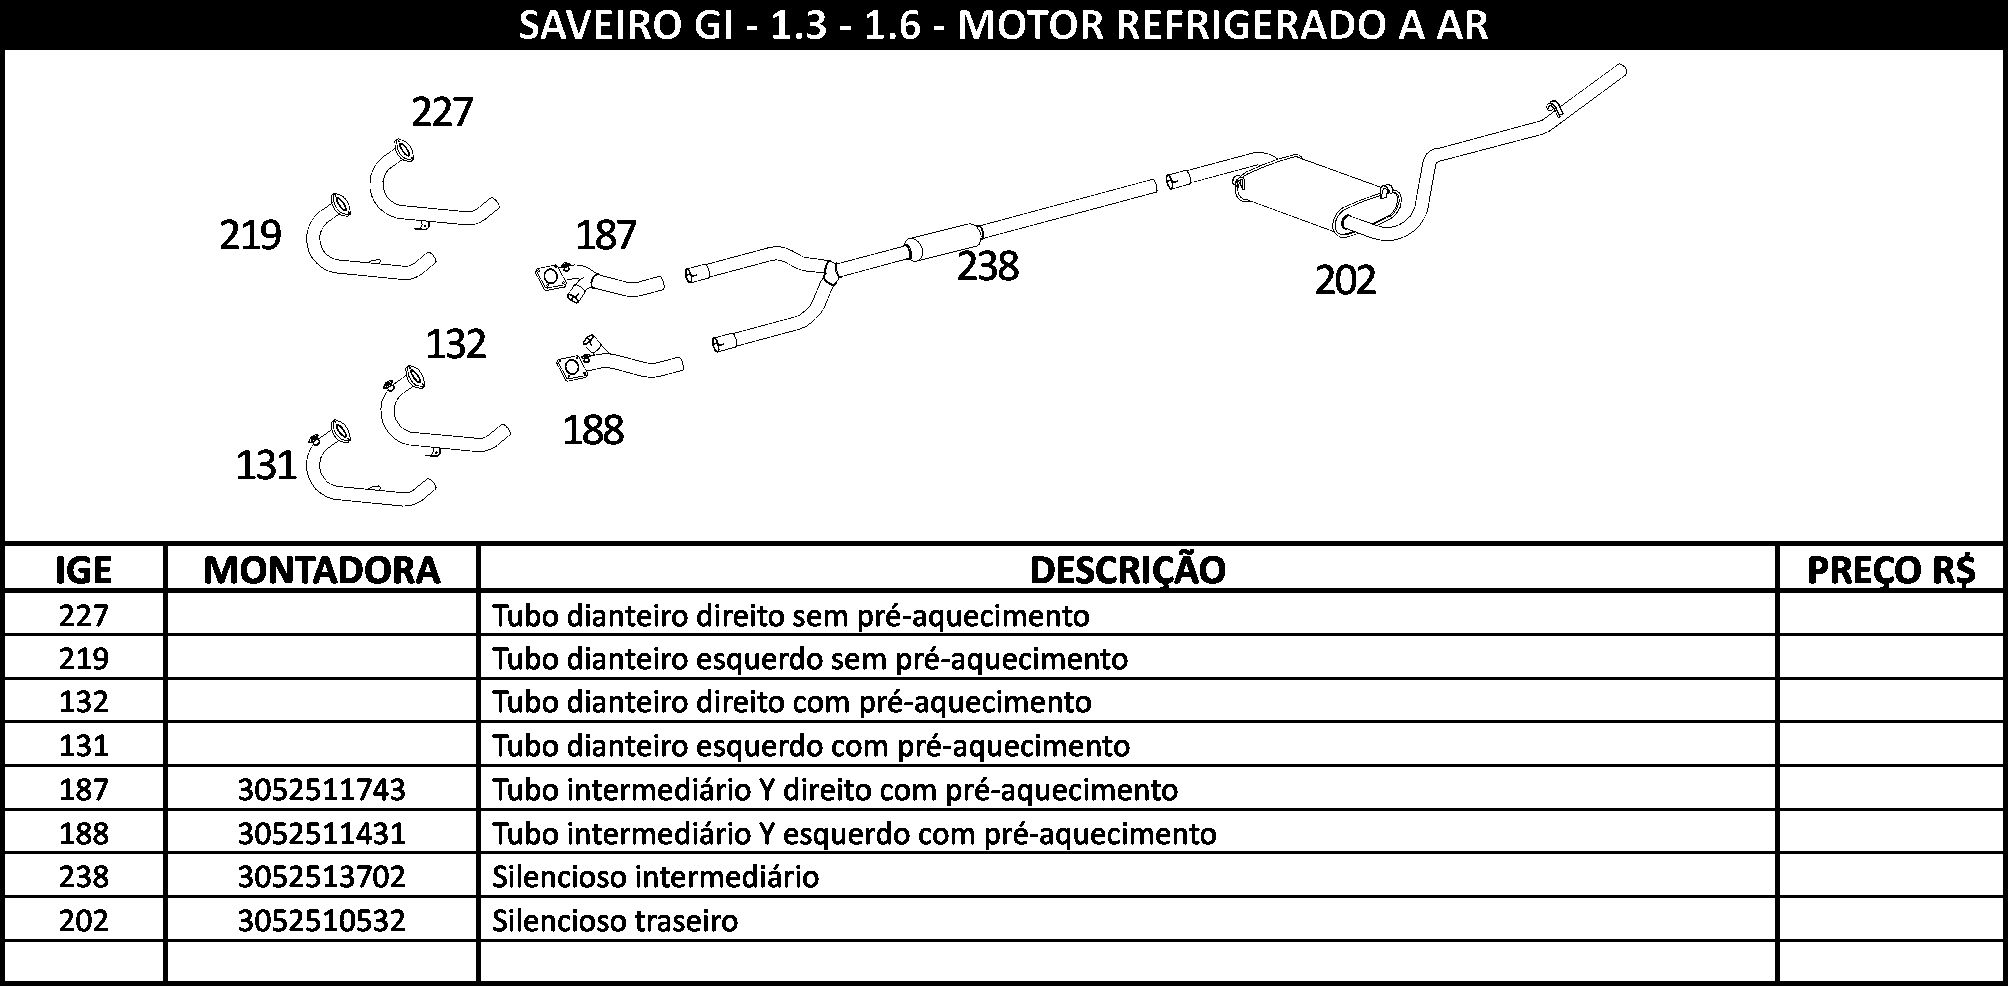 SAVEIRO GI - 1.3 - 1.6 - MOTOR REFRIGERADO A AR
227
219
187
238
202
132
188
131
IGE MONTADORA DESCRIÇÃO PREÇO R$
227 Tubo dianteiro direito sem pré-aquecimento
219 Tubo dianteiro esquerdo sem pré-aquecimento
132 Tubo dianteiro direito com pré-aquecimento
131 Tubo dianteiro esquerdo com pré-aquecimento
187 3052511743 Tubo intermediário Y direito com pré-aquecimento
188 3052511431 Tubo intermediário Y esquerdo com pré-aquecimento
238 3052513702 Silencioso intermediário
202 3052510532 Silencioso traseiro